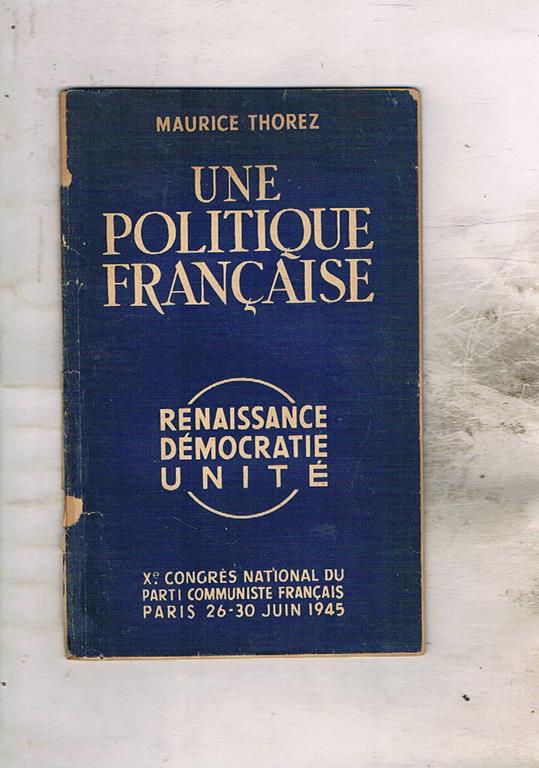 MAURICE THOREZ
UNE
POLITIQUE
FRANÇAISE
RENAISSANCE
DÉMOCRATIE
UNITÉ
Xe. CONGRÈS NATIONAL DU
PARTI COMMUNISTE FRANÇAIS
PARIS 26-30 JUIN 1945